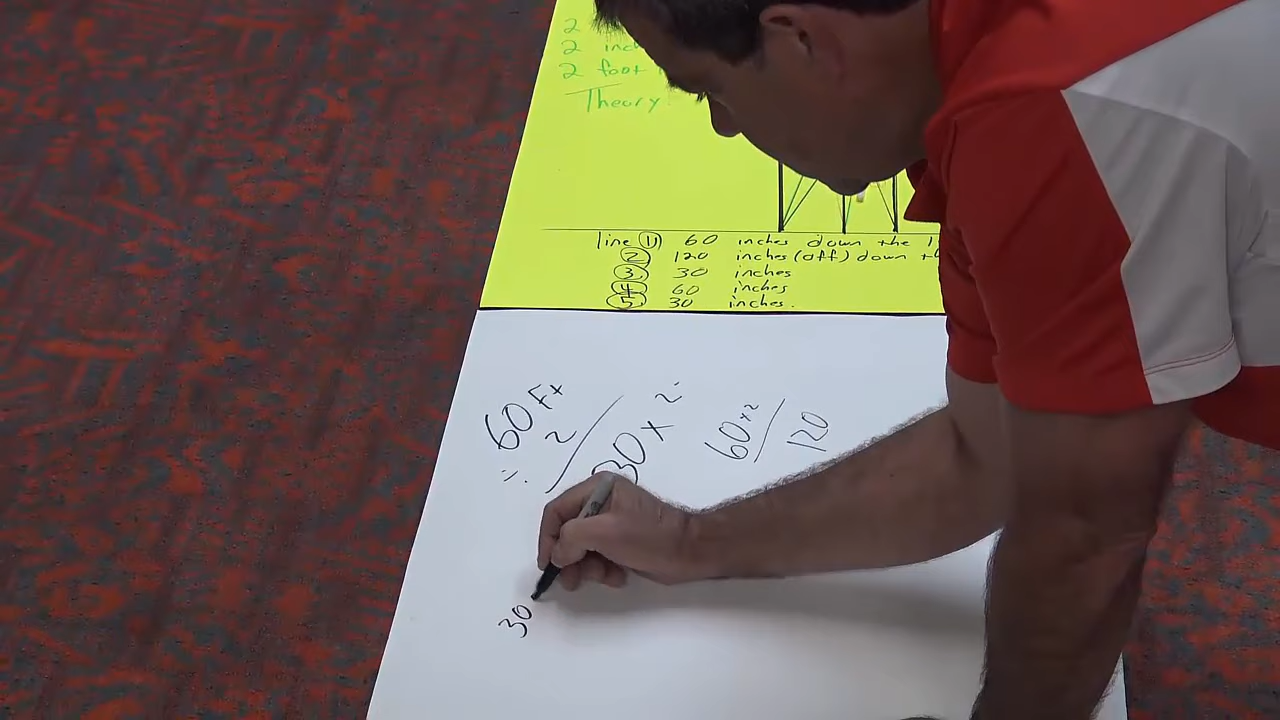 2
2 inc
2 foot
Theory
line ① 60 inches down the
② 120 inches (off) down
③ 30 inches
④ 60 inches
⑤ 30 inches.
60 Ft
÷ 2
30 x 2
60 x 2
120
30